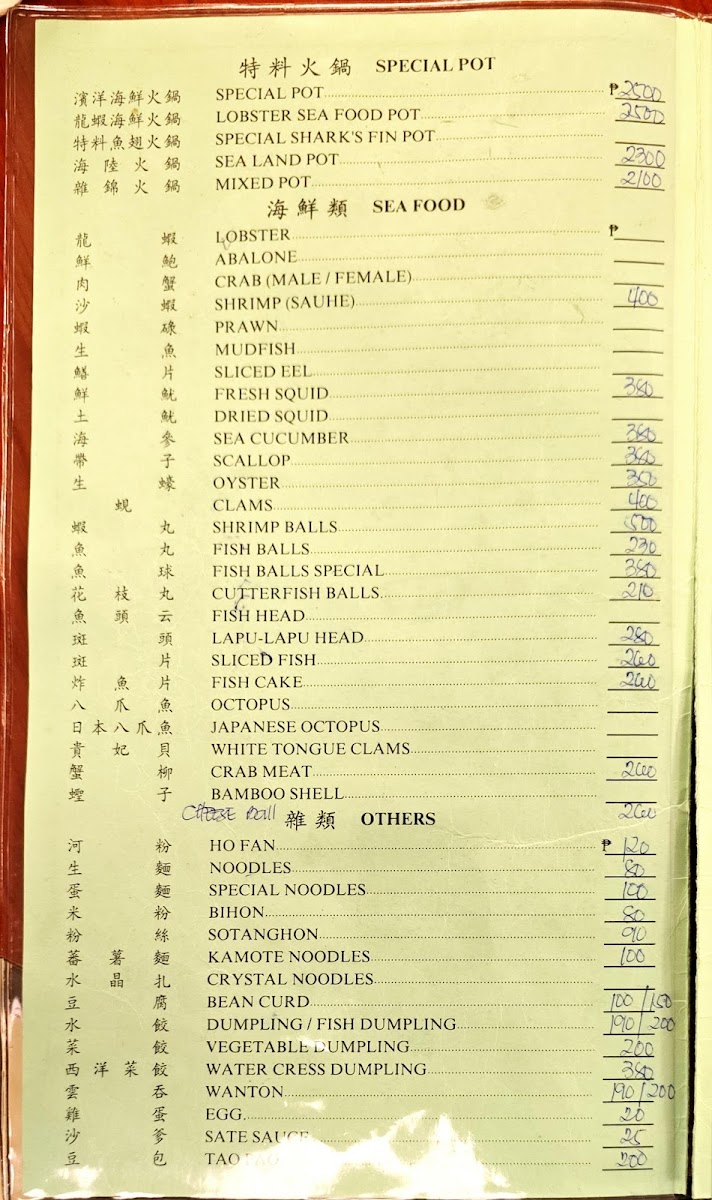 特料火鍋 SPECIAL POT
濱洋海鮮火鍋 SPECIAL POT ₱2500
龍蝦海鮮火鍋 LOBSTER SEA FOOD POT 2500
特料魚翅火鍋 SPECIAL SHARK'S FIN POT
海陸火鍋 SEA LAND POT 2300
雜錦火鍋 MIXED POT 2100
海鮮類 SEA FOOD
龍蝦 LOBSTER ₱
鮮鮑 ABALONE
肉蟹 CRAB (MALE / FEMALE)
沙蝦 SHRIMP (SAUHE) 400
蝦碌 PRAWN
生魚 MUDFISH
鱔片 SLICED EEL
鮮魷 FRESH SQUID 380
土魷 DRIED SQUID
海參 SEA CUCUMBER 380
帶子 SCALLOP 380
生蠔 OYSTER 350
蜆 CLAMS 400
蝦丸 SHRIMP BALLS 500
魚丸 FISH BALLS 230
魚球 FISH BALLS SPECIAL 380
花枝丸 CUTTERFISH BALLS 210
魚頭云 FISH HEAD
斑頭 LAPU-LAPU HEAD 280
斑片 SLICED FISH 260
炸魚片 FISH CAKE 260
八爪魚 OCTOPUS
日本八爪魚 JAPANESE OCTOPUS
貴妃貝 WHITE TONGUE CLAMS
蟹柳 CRAB MEAT 260
蟶子 BAMBOO SHELL
CHEESE Ball 260
雜類 OTHERS
河粉 HO FAN ₱ 120
生麵 NOODLES 80
蛋麵 SPECIAL NOODLES 100
米粉 BIHON 80
粉絲 SOTANGHON 90
蕃薯麵 KAMOTE NOODLES 100
水晶扎 CRYSTAL NOODLES
豆腐 BEAN CURD 100/150
水餃 DUMPLING / FISH DUMPLING 190/200
菜餃 VEGETABLE DUMPLING 200
西洋菜餃 WATER CRESS DUMPLING 380
雲吞 WANTON 190/200
雞蛋 EGG 20
沙爹 SATE SAUCE 25
豆包 TAO 200